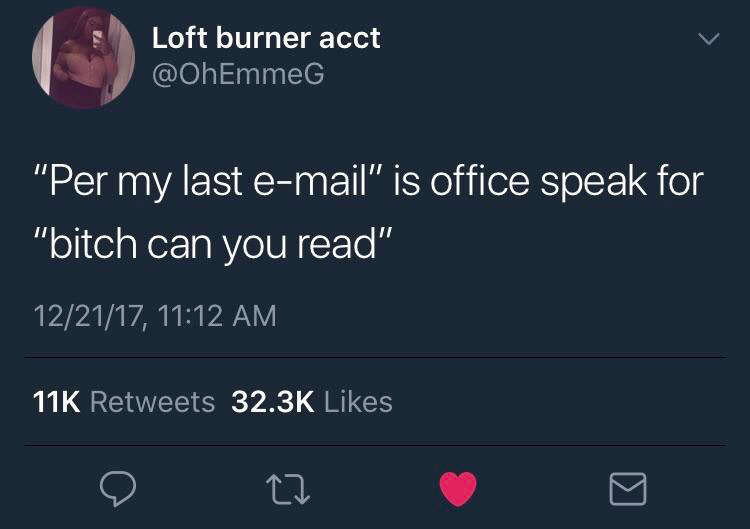 Loft burner acct
@OhEmmeG
“Per my last e-mail” is office speak for
“bitch can you read”
12/21/17, 11:12 AM
11K Retweets 32.3K Likes